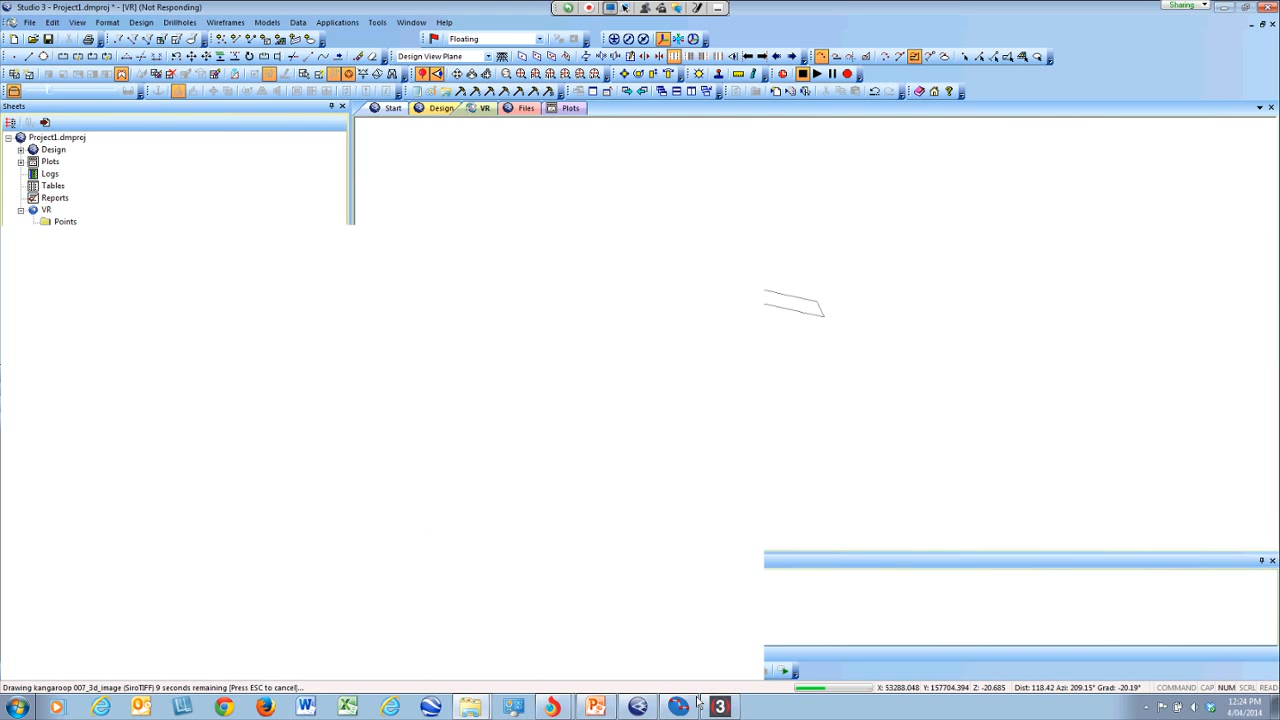 Studio 3 - Project1.dmproj * - [VR] (Not Responding)
Sharing
File Edit View Format Design Drillholes Wireframes Models Data Applications Tools Window Help
Floating
Design View Plane
Sheets
Start Design VR Files Plots
Project1.dmproj
Design
Plots
Logs
Tables
Reports
VR
Points
Drawing kangaroop 007_3d_image (SiroTIFF) 9 seconds remaining [Press ESC to cancel]...
X: 53288.048 Y: 157704.394 Z: -20.685 Dist: 118.42 Azi: 209.15° Grad: -20.19° COMMAND CAP NUM SCRL READ
3
12:24 PM
4/04/2014